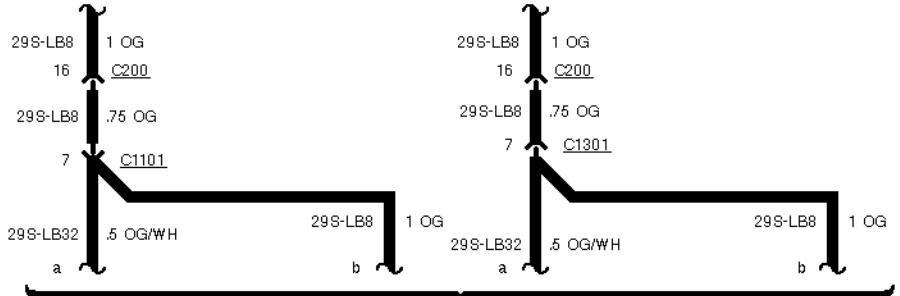 29S-LB8 1 OG 29S-LB8 1 OG
16 C200 16 C200
29S-LB8 .75 OG 29S-LB8 .75 OG
7 C1101 7 C1301
29S-LB8 1 OG 29S-LB8 1 OG
29S-LB32 .5 OG/WH 29S-LB32 .5 OG/WH
a b a b